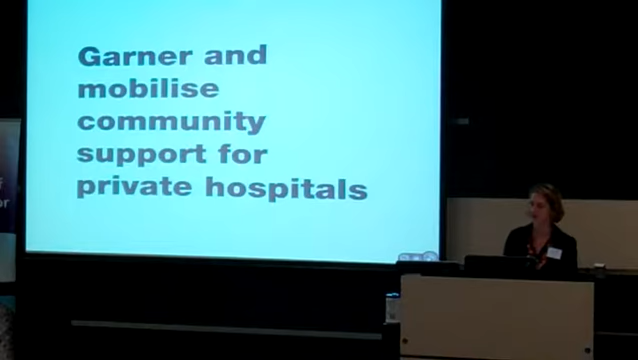 Garner and
mobilise
community
support for
private hospitals